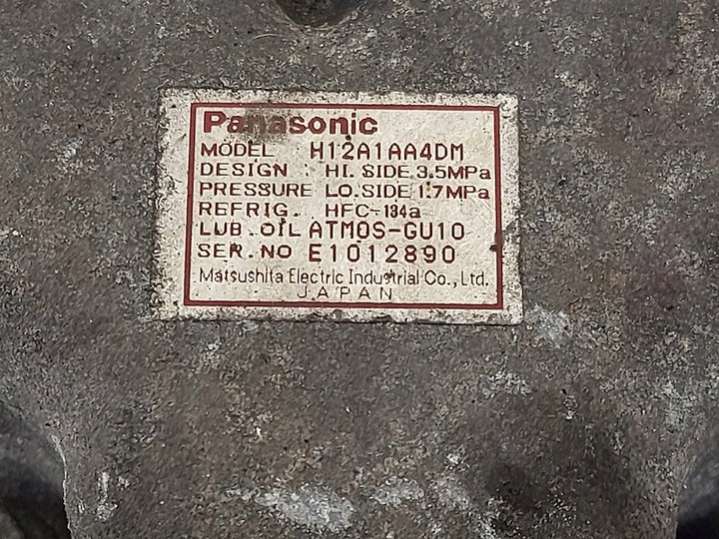 Panasonic
MODEL H12A1AA4DM
DESIGN : HI. SIDE 3.5MPa
PRESSURE LO. SIDE 1.7MPa
REFRIG. HFC-134a
LUB. OIL ATMOS-GU10
SER. NO E1012890
Matsushita Electric Industrial Co., Ltd.
JAPAN